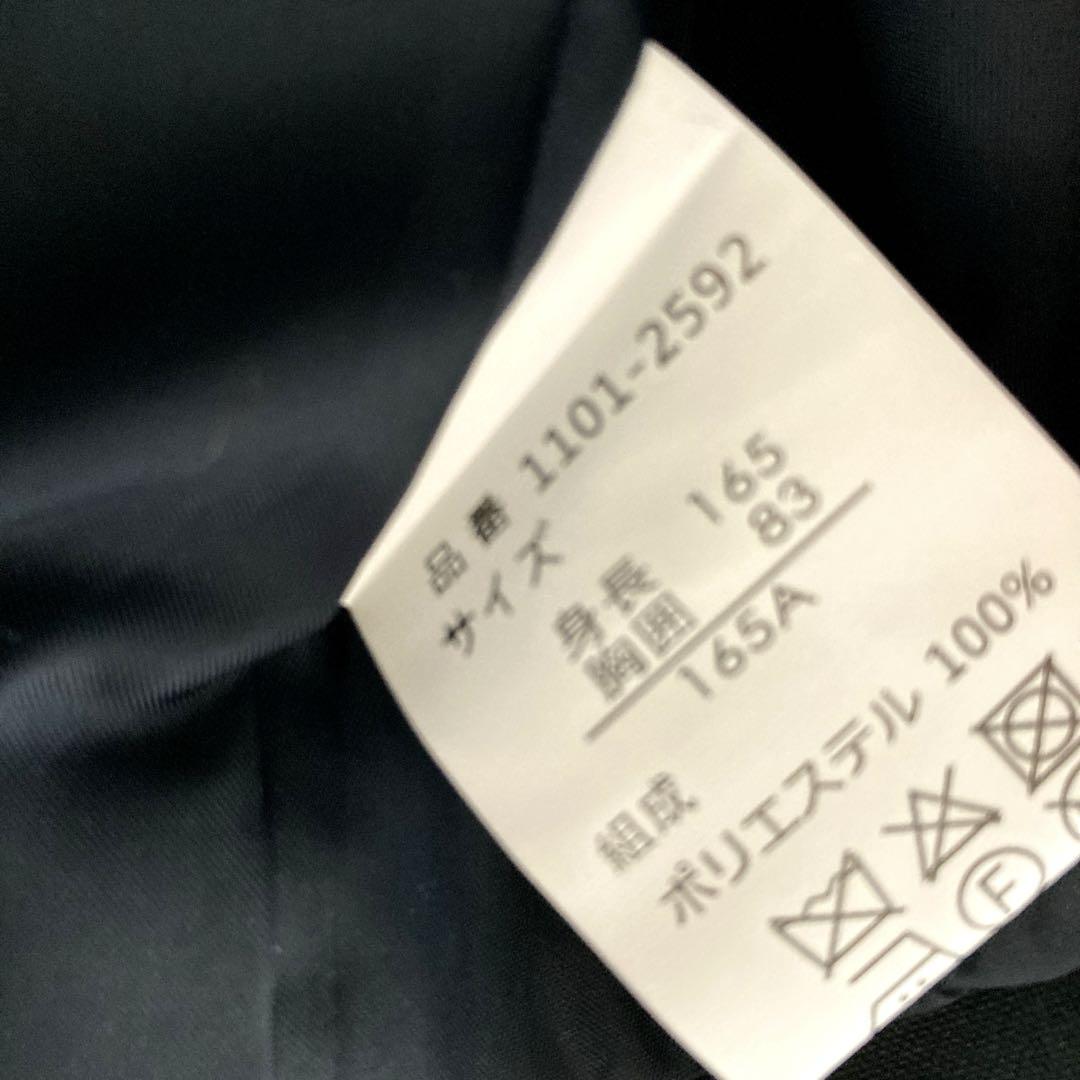 品番 1101-2592
サイズ
身長 165
胸囲 83
165A
組成
ポリエステル 100%
F